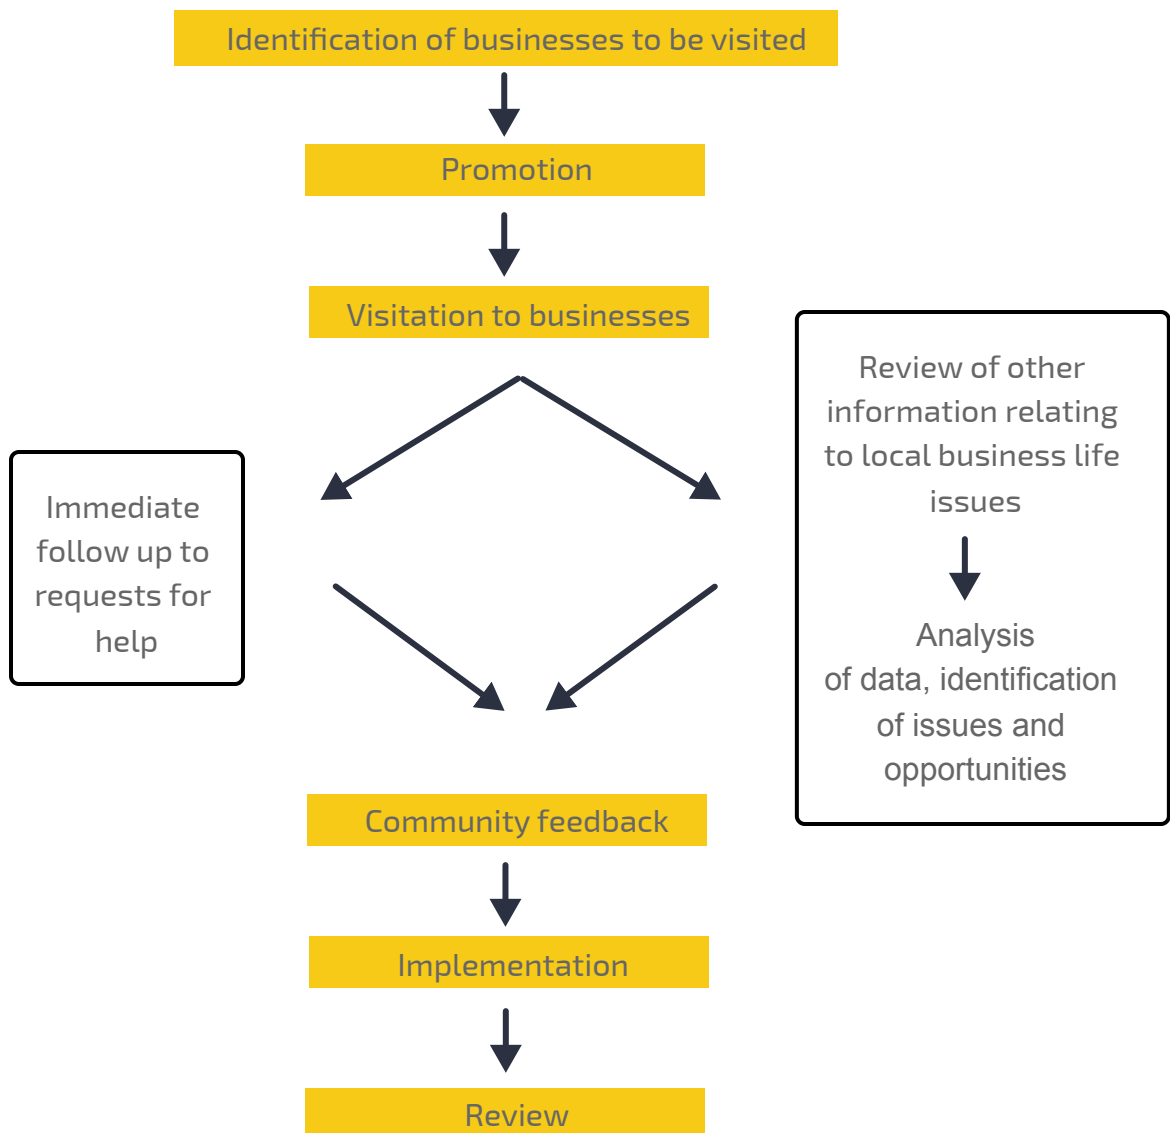 Identification of businesses to be visited
Promotion
Visitation to businesses
Immediate
follow up to
requests for
help
Review of other
information relating
to local business life
issues
Analysis
of data, identification
of issues and
opportunities
Community feedback
Implementation
Review